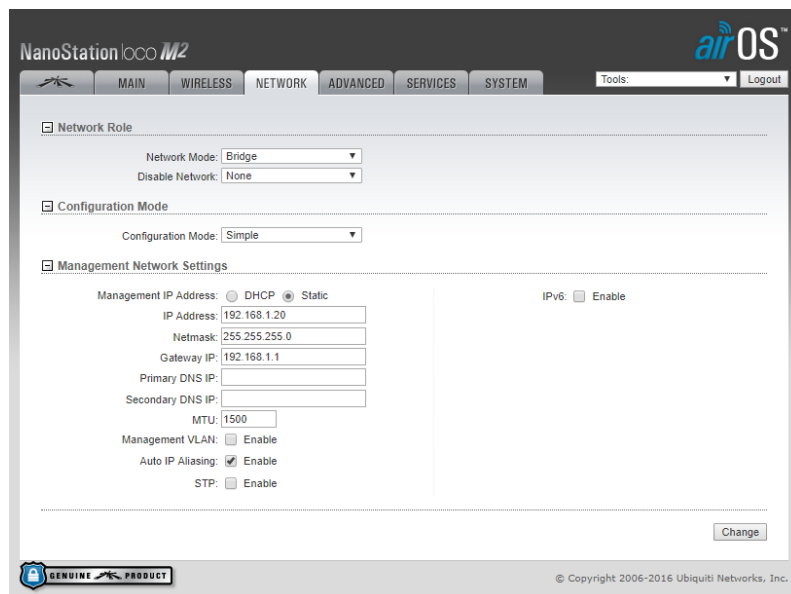 airOS™
NanoStation loco M2
MAIN WIRELESS NETWORK ADVANCED SERVICES SYSTEM Tools: Logout
Network Role
Network Mode: Bridge
Disable Network: None
Configuration Mode
Configuration Mode: Simple
Management Network Settings
Management IP Address: DHCP Static IPv6: Enable
IP Address: 192.168.1.20
Netmask: 255.255.255.0
Gateway IP: 192.168.1.1
Primary DNS IP:
Secondary DNS IP:
MTU: 1500
Management VLAN: Enable
Auto IP Aliasing: Enable
STP: Enable
Change
GENUINE PRODUCT © Copyright 2006-2016 Ubiquiti Networks, Inc.